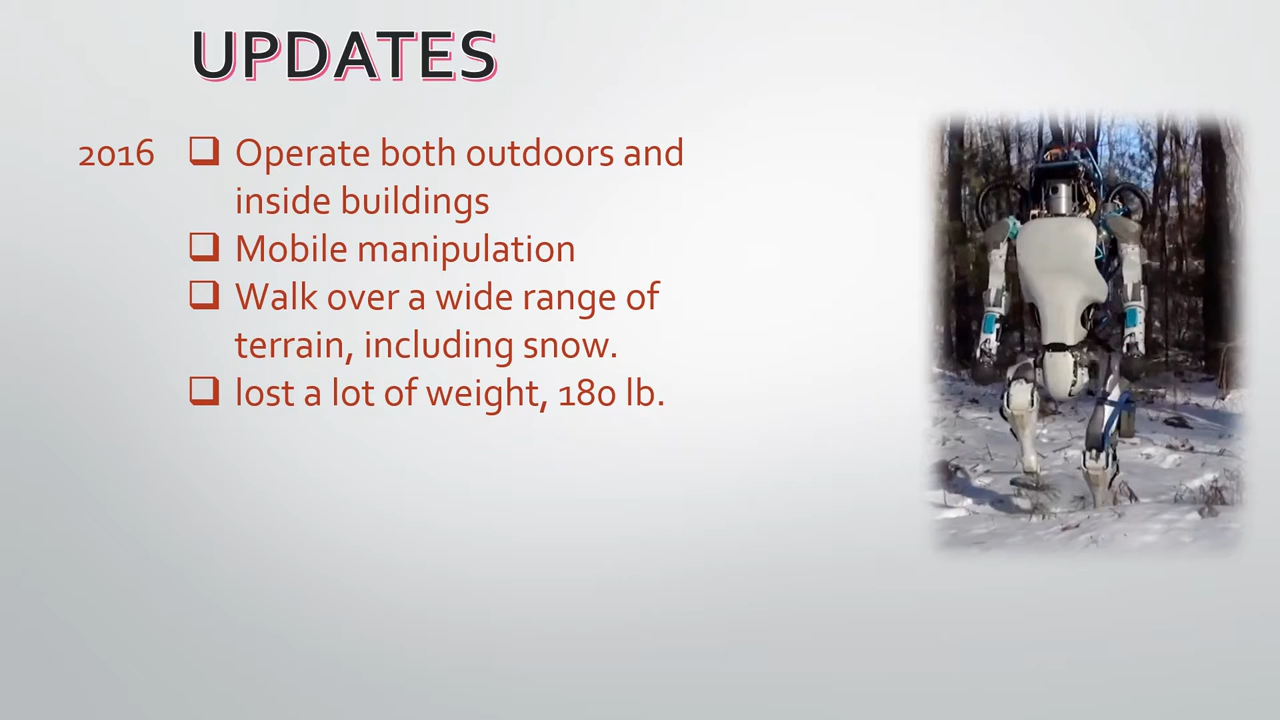 UPDATES
2016 ❑ Operate both outdoors and
inside buildings
❑ Mobile manipulation
❑ Walk over a wide range of
terrain, including snow.
❑ lost a lot of weight, 180 lb.